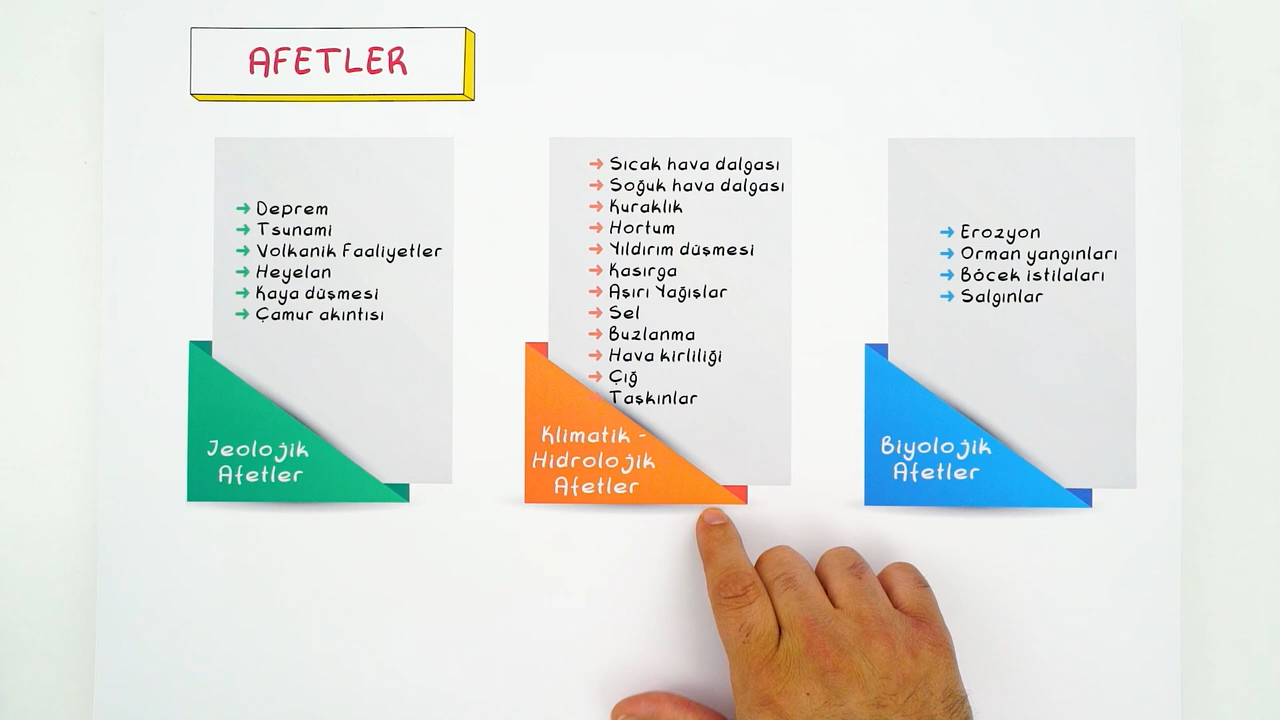 AFETLER
Deprem
Tsunami
Volkanik Faaliyetler
Heyelan
Kaya düşmesi
Çamur akıntısı
Jeolojik
Afetler
Sıcak hava dalgası
Soğuk hava dalgası
Kuraklık
Hortum
Yıldırım düşmesi
Kasırga
Aşırı Yağışlar
Sel
Buzlanma
Hava kirliliği
Çığ
Taşkınlar
Klimatik -
Hidrolojik
Afetler
Erozyon
Orman yangınları
Böcek istilaları
Salgınlar
Biyolojik
Afetler